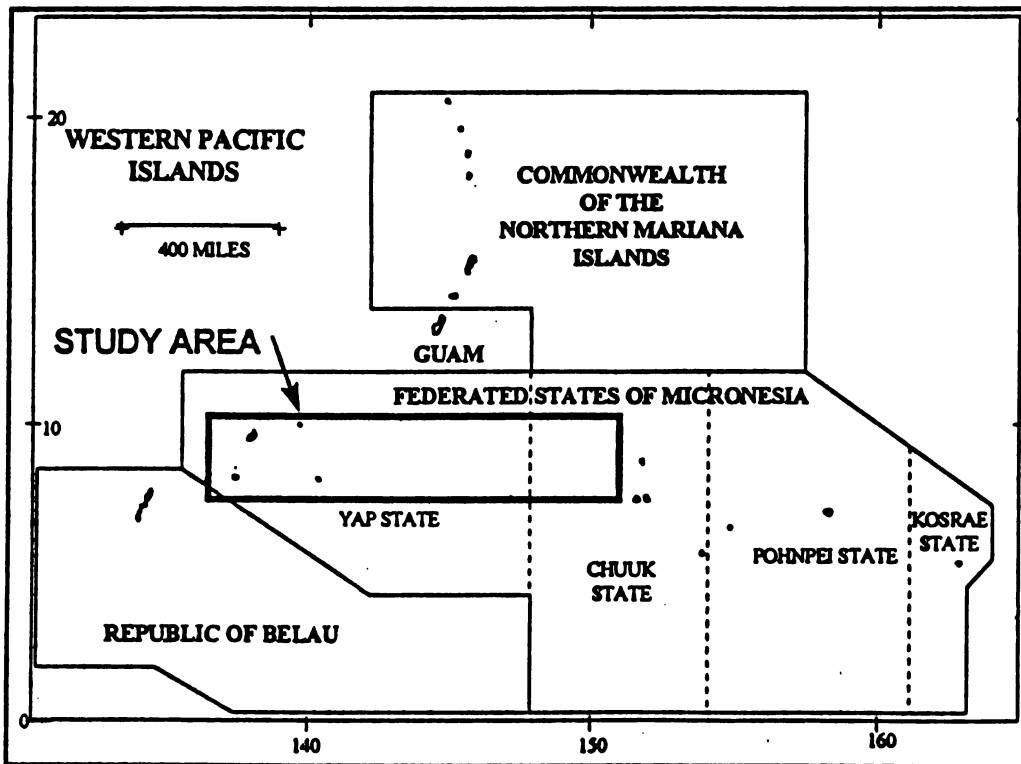 20
WESTERN PACIFIC
ISLANDS
400 MILES
COMMONWEALTH
OF THE
NORTHERN MARIANA
ISLANDS
STUDY AREA
GUAM
FEDERATED STATES OF MICRONESIA
10
YAP STATE
CHUUK
STATE
POHNPEI STATE
KOSRAE
STATE
REPUBLIC OF BELAU
0
140
150
160